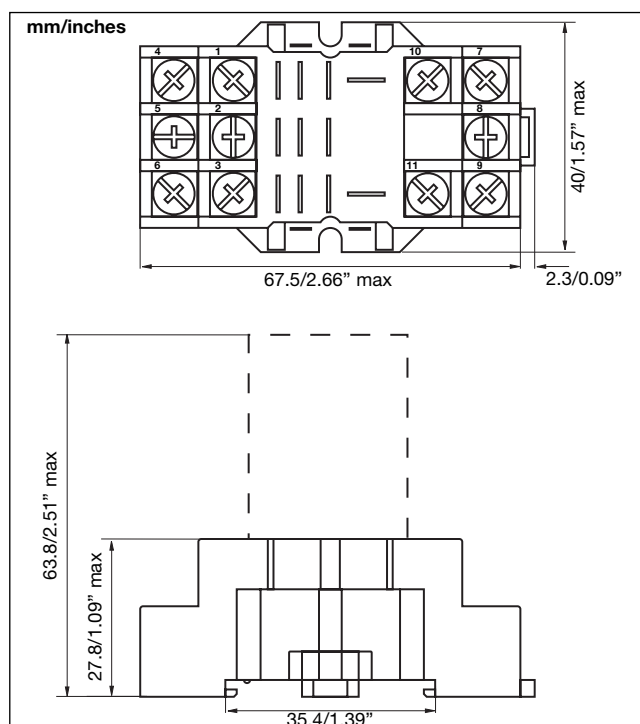 mm/inches
4 1 10 7
5 2 8
6 3 11 9
40/1.57” max
67.5/2.66” max
2.3/0.09”
63.8/2.51” max
27.8/1.09” max
35.4/1.39”